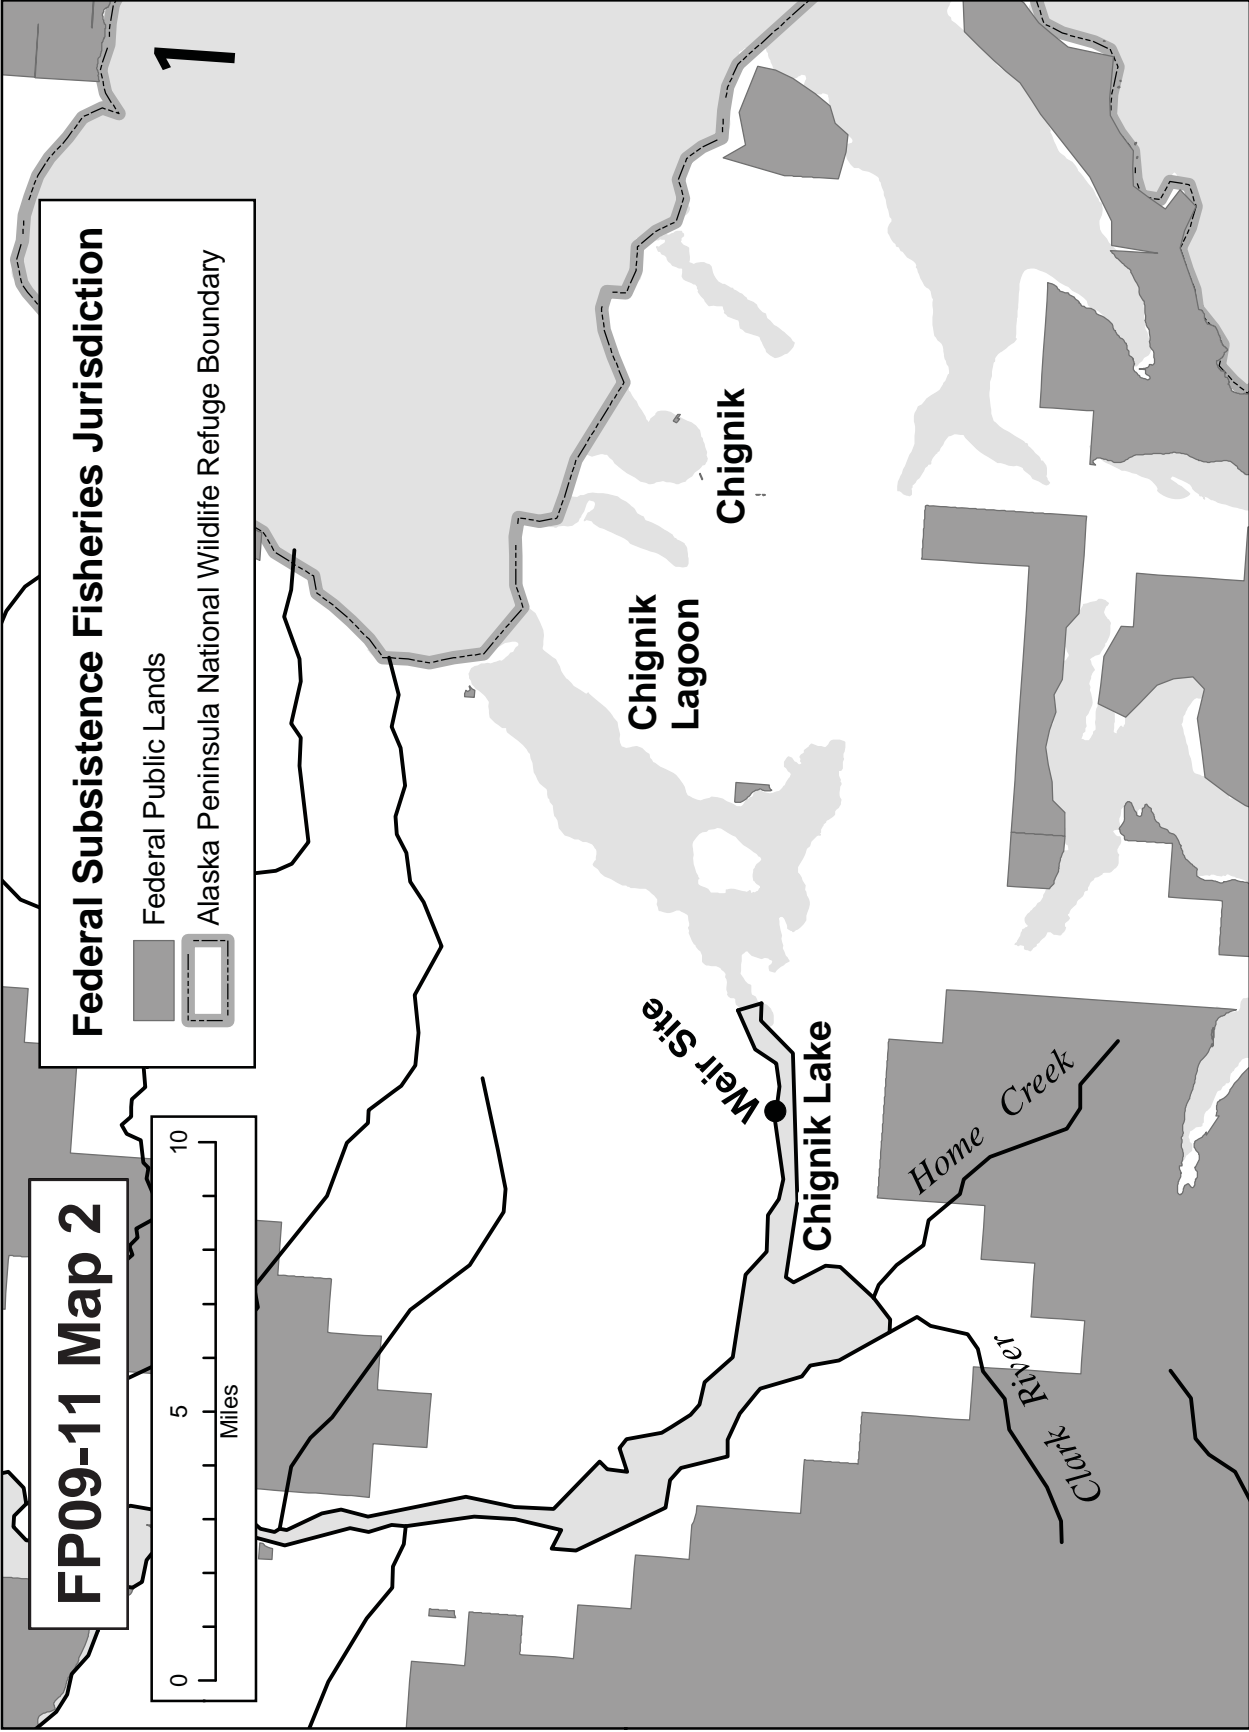 FP09-11 Map 2
Federal Subsistence Fisheries Jurisdiction
Federal Public Lands
Alaska Peninsula National Wildlife Refuge Boundary
0 5 10
Miles
1
Weir Site
Chignik
Lagoon
Chignik
Chignik Lake
Home Creek
Clark River